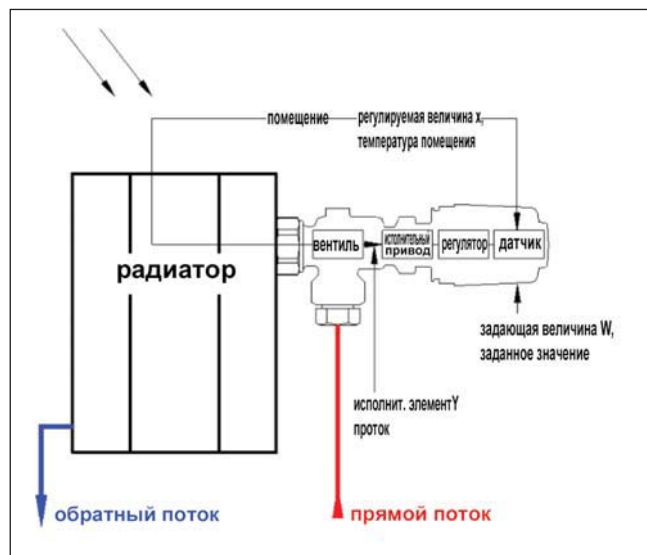 помещение
регулируемая величина x,
температура помещения
вентиль
исполнительный
привод
регулятор
датчик
радиатор
задающая величина W,
заданное значение
исполнит. элемент Y
проток
обратный поток
прямой поток